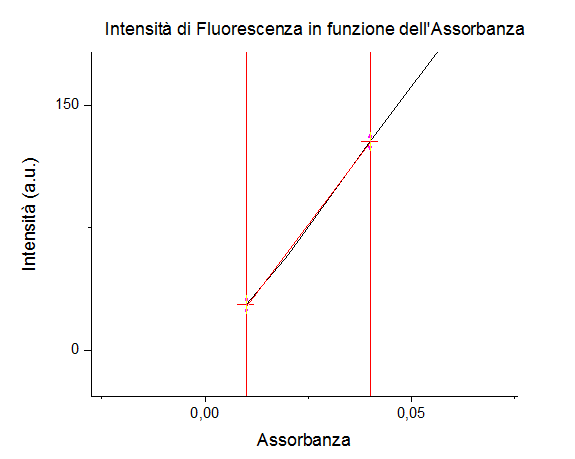 Intensità di Fluorescenza in funzione dell'Assorbanza
150
Intensità (a.u.)
0
0,00
0,05
Assorbanza